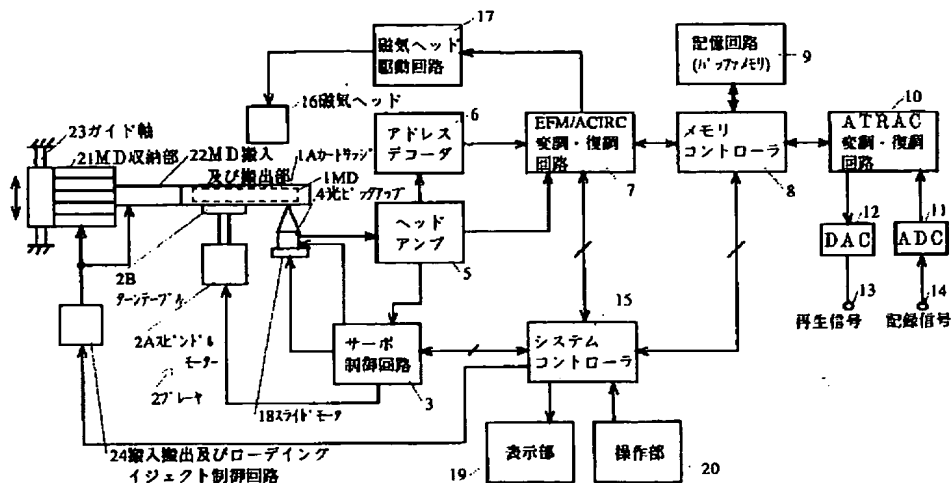 17
磁気ヘッド
駆動回路
16磁気ヘッド
6
アドレス
デコーダ
EFM/ACIRC
変調・復調
回路
7
記憶回路
(バッファメモリ)
9
メモリ
コントローラ
8
10
ATRAC
変調・復調
回路
12
DAC
11
ADC
13
再生信号
14
記録信号
23ガイド軸
21MD収納部
22MD搬入
及び搬出部
1Aカートリッジ
1MD
4光ピックアップ
ヘッド
アンプ
5
2B
ターンテーブル
2Aスピンドル
モーター
2プレーヤ
18スライドモータ
サーボ
制御回路
3
15
システム
コントローラ
24搬入搬出及びローディング
イジェクト制御回路
19
表示部
操作部
20